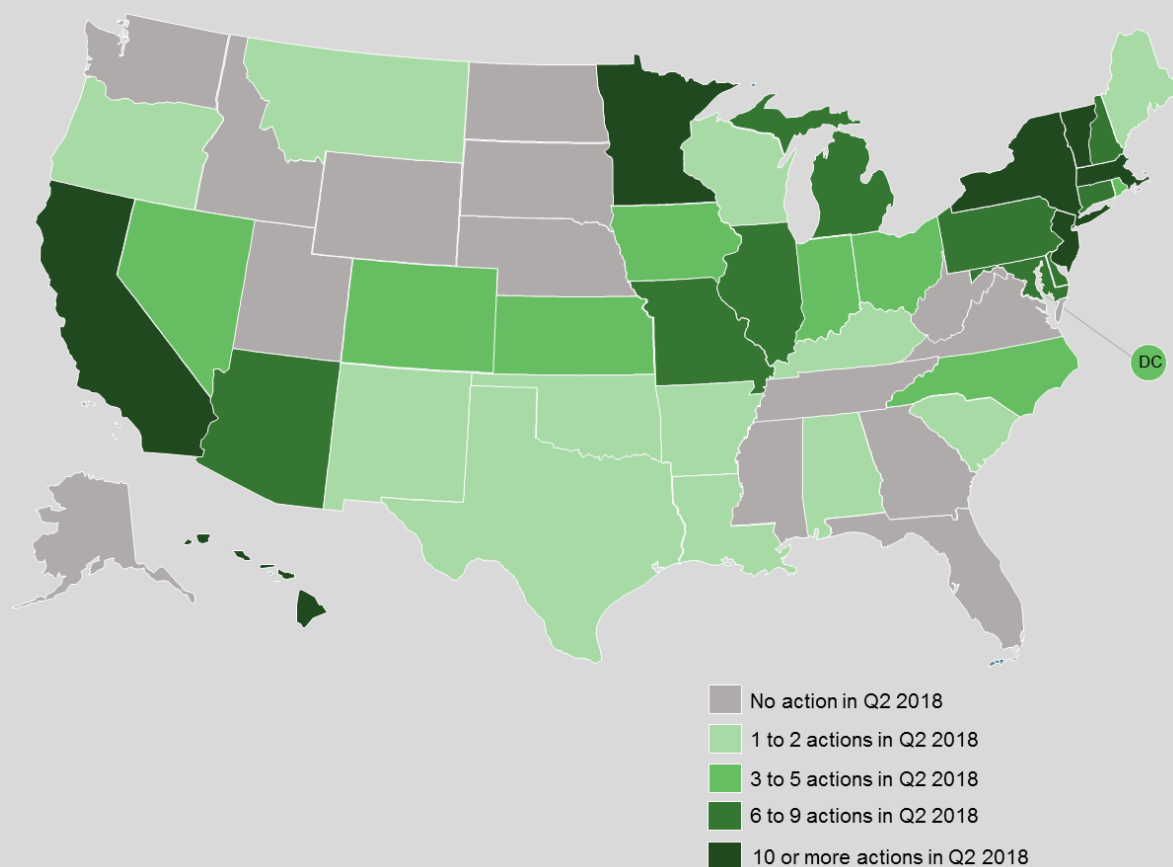 DC
No action in Q2 2018
1 to 2 actions in Q2 2018
3 to 5 actions in Q2 2018
6 to 9 actions in Q2 2018
10 or more actions in Q2 2018